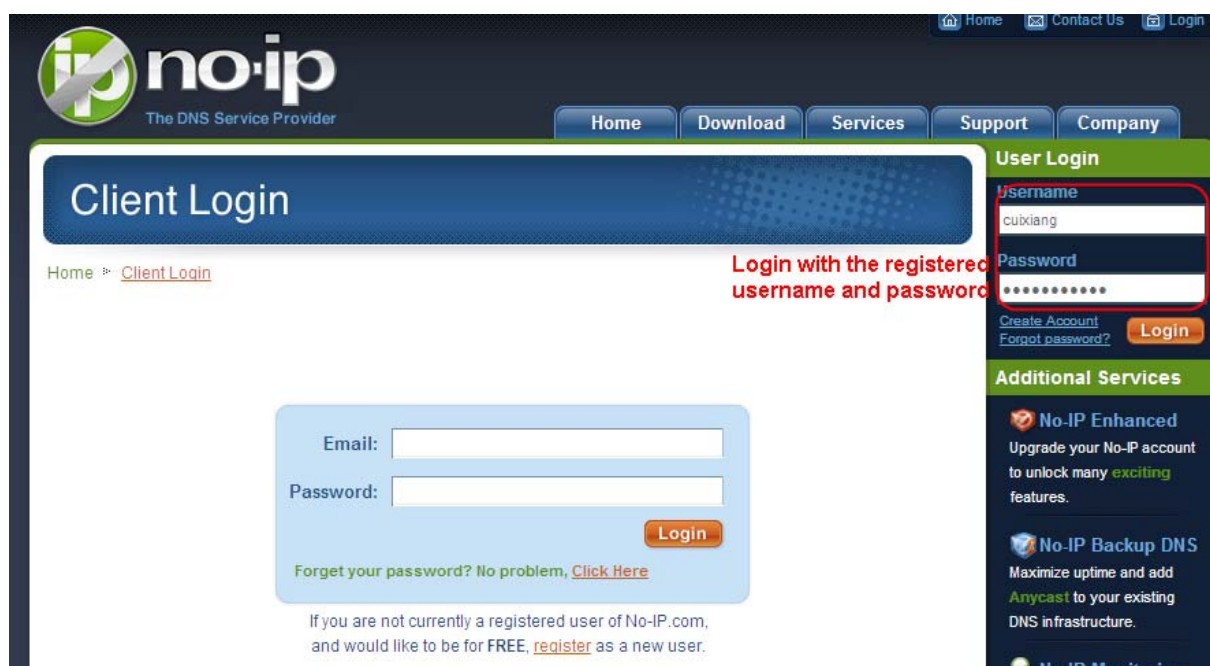 Home Contact Us Login
no-ip
The DNS Service Provider
Home Download Services Support Company
Client Login
Home Client Login
Login with the registered
username and password
User Login
Username
cuixiang
Password
•••••••••••
Create Account
Forgot password?
Login
Additional Services
No-IP Enhanced
Upgrade your No-IP account
to unlock many exciting
features.
No-IP Backup DNS
Maximize uptime and add
Anycast to your existing
DNS infrastructure.
Email:
Password:
Login
Forget your password? No problem, Click Here
If you are not currently a registered user of No-IP.com,
and would like to be for FREE, register as a new user.